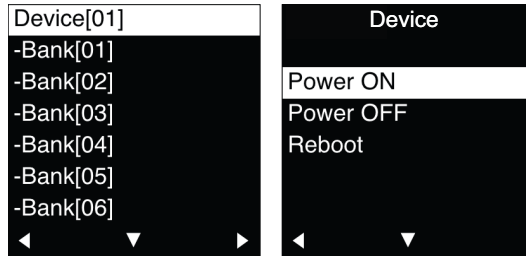 Device[01]
-Bank[01]
-Bank[02]
-Bank[03]
-Bank[04]
-Bank[05]
-Bank[06]
Device
Power ON
Power OFF
Reboot